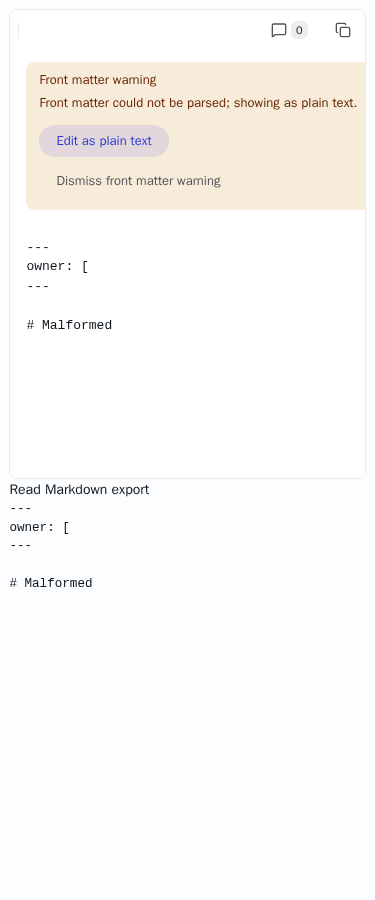 0
Front matter warning
Front matter could not be parsed; showing as plain text.
Edit as plain text
Dismiss front matter warning
---
owner: [
---
# Malformed
Read Markdown export
---
owner: [
---
# Malformed